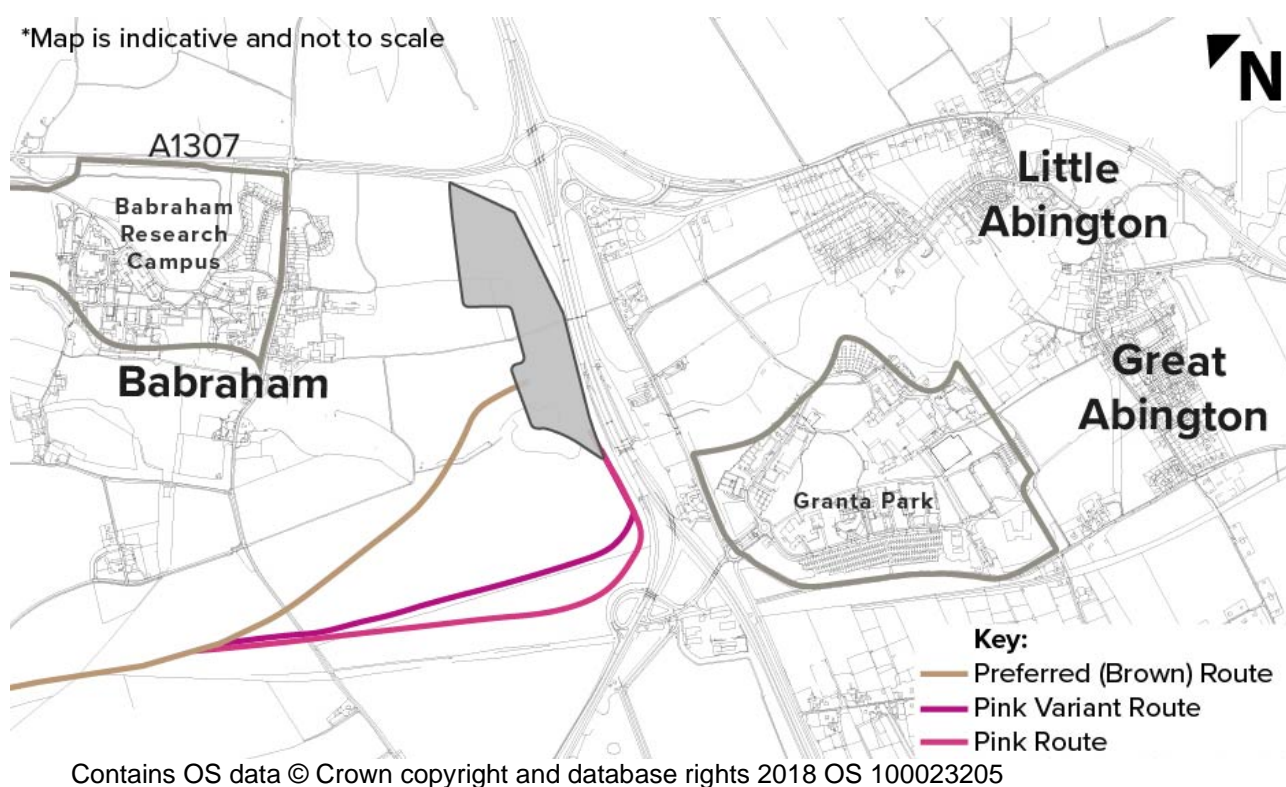 *Map is indicative and not to scale
N
A1307
Babraham
Research
Campus
Babraham
Little
Abington
Great
Abington
Granta Park
Key:
Preferred (Brown) Route
Pink Variant Route
Pink Route
Contains OS data © Crown copyright and database rights 2018 OS 100023205